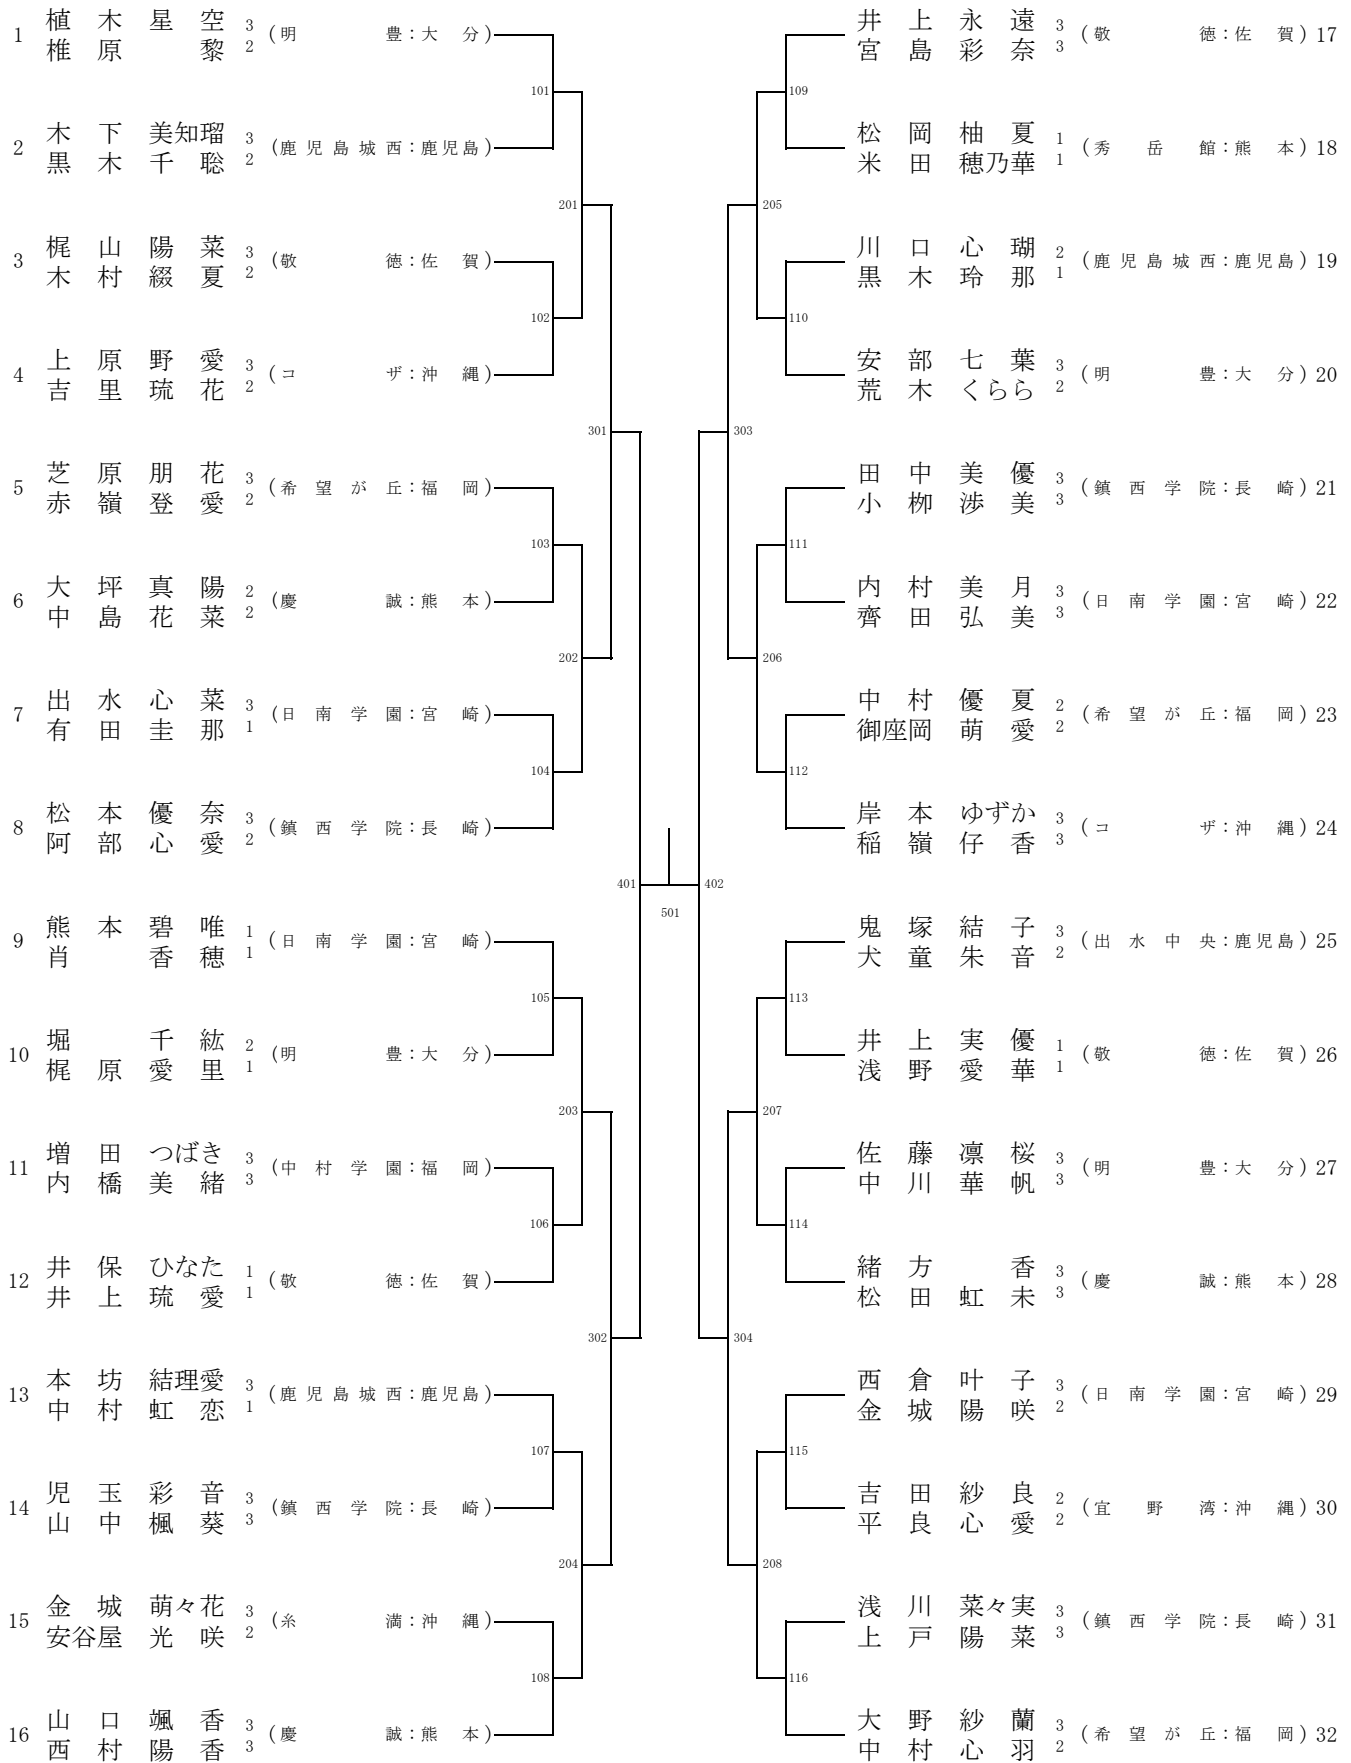 1 植木星空 3 (明豊:大分)
椎原黎 2
101
2 木下美知瑠 3 (鹿児島城西:鹿児島)
黒木千聡 2
201
3 梶山陽菜 3 (敬徳:佐賀)
木村綴夏 2
102
4 上原野愛 3 (コザ:沖縄)
吉里琉花 2
301
5 芝原朋花 3 (希望が丘:福岡)
赤嶺登愛 2
103
6 大坪真陽 2 (慶誠:熊本)
中島花菜 2
202
7 出水心菜 3 (日南学園:宮崎)
有田圭那 1
104
8 松本優奈 3 (鎮西学院:長崎)
阿部心愛 2
401
9 熊本碧唯 1 (日南学園:宮崎)
肖香穂 1
105
10 堀千紘 2 (明豊:大分)
梶原愛里 1
203
11 増田つばき 3 (中村学園:福岡)
内橋美緒 3
106
12 井保ひなた 1 (敬徳:佐賀)
井上琉愛 1
302
13 本坊結理愛 3 (鹿児島城西:鹿児島)
中村虹恋 1
107
14 児玉彩音 3 (鎮西学院:長崎)
山中楓葵 3
204
15 金城萌々花 3 (糸満:沖縄)
安谷屋光咲 2
108
16 山口颯香 3 (慶誠:熊本)
西村陽香 3
501
井上永遠 3 (敬徳:佐賀) 17
宮島彩奈 3
109
松岡柚夏 1 (秀岳館:熊本) 18
米田穂乃華 1
205
川口心瑚 2 (鹿児島城西:鹿児島) 19
黒木玲那 1
110
安部七葉 3 (明豊:大分) 20
荒木くらら 2
303
田中美優 3 (鎮西学院:長崎) 21
小栁渉美 3
111
内村美月 3 (日南学園:宮崎) 22
齊田弘美 3
206
中村優夏 2 (希望が丘:福岡) 23
御座岡萌愛 2
112
岸本ゆずか 3 (コザ:沖縄) 24
稲嶺仔香 3
402
鬼塚結子 3 (出水中央:鹿児島) 25
犬童朱音 2
113
井上実優 1 (敬徳:佐賀) 26
浅野愛華 1
207
佐藤凛桜 3 (明豊:大分) 27
中川華帆 3
114
緒方香 3 (慶誠:熊本) 28
松田虹未 3
304
西倉叶子 3 (日南学園:宮崎) 29
金城陽咲 2
115
吉田紗良 2 (宜野湾:沖縄) 30
平良心愛 2
208
浅川菜々実 3 (鎮西学院:長崎) 31
上戸陽菜 3
116
大野紗蘭 3 (希望が丘:福岡) 32
中村心羽 2